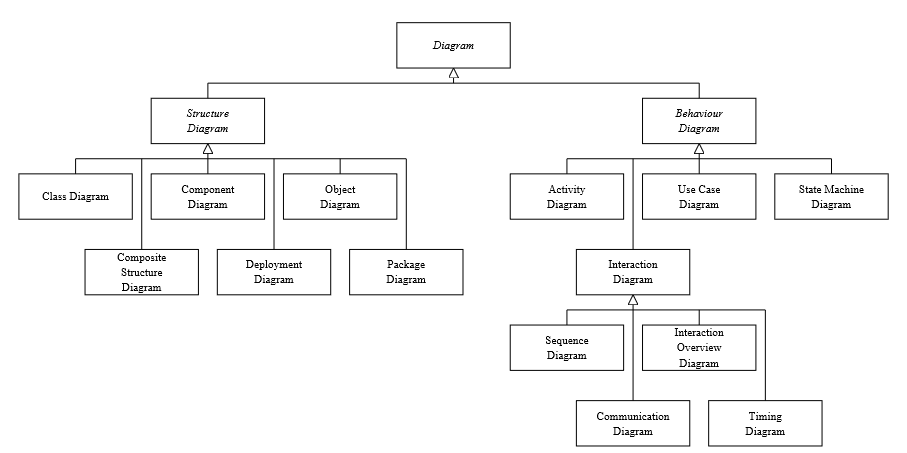 Diagram
Structure
Diagram
Behaviour
Diagram
Class Diagram
Component
Diagram
Object
Diagram
Activity
Diagram
Use Case
Diagram
State Machine
Diagram
Composite
Structure
Diagram
Deployment
Diagram
Package
Diagram
Interaction
Diagram
Sequence
Diagram
Interaction
Overview
Diagram
Communication
Diagram
Timing
Diagram